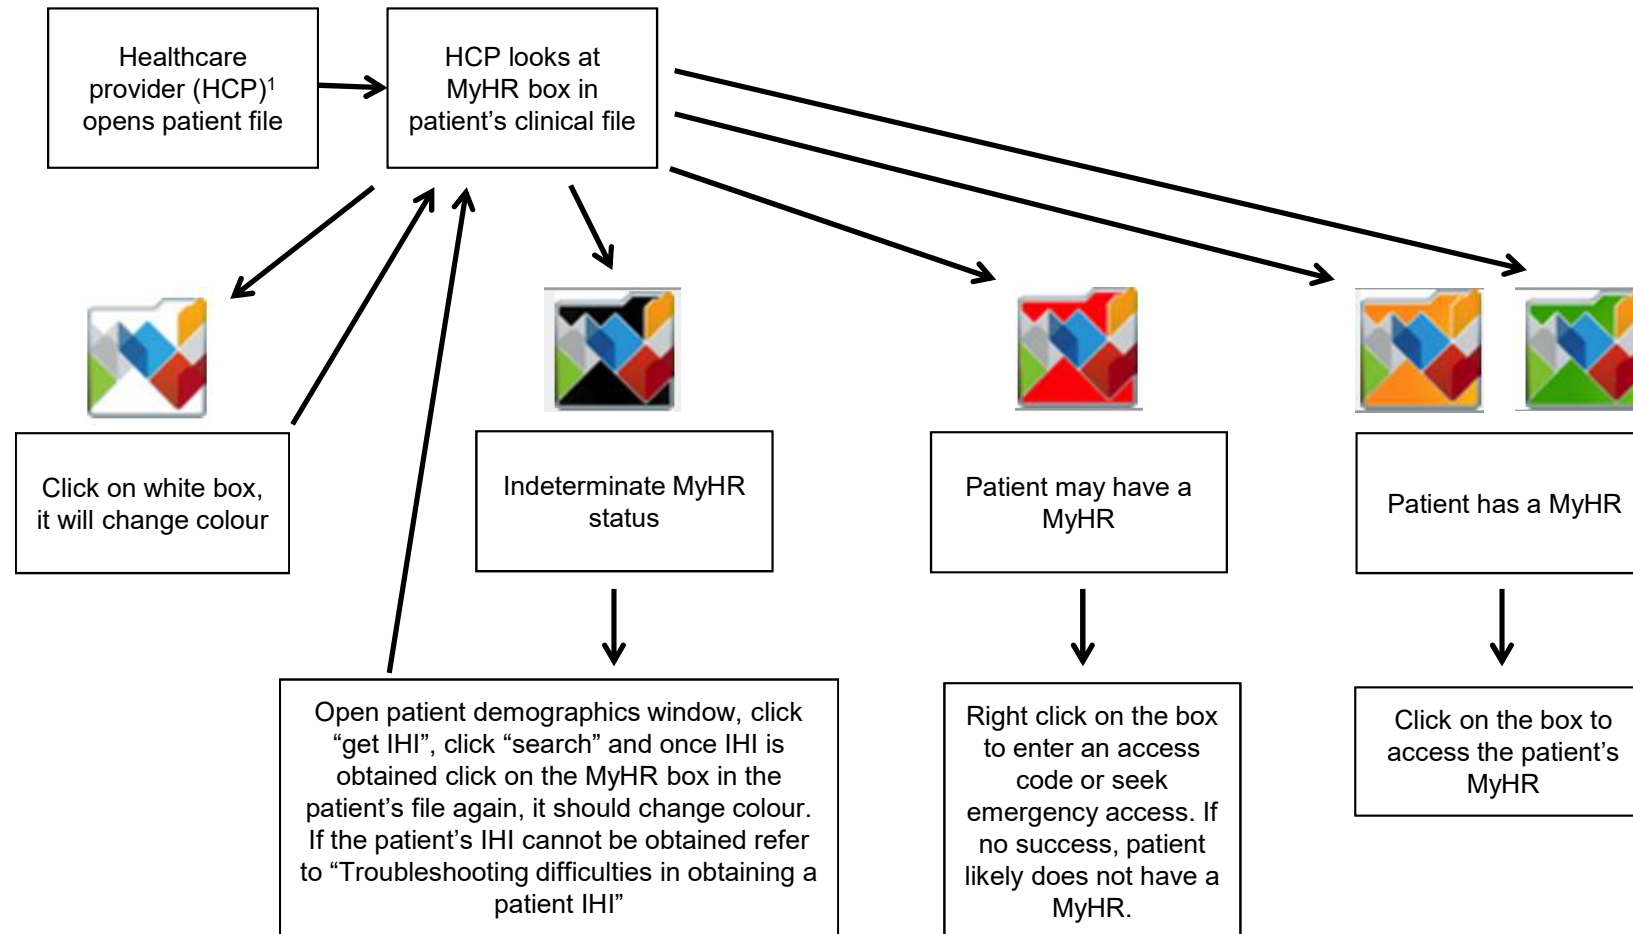 Healthcare
provider (HCP)¹
opens patient file
HCP looks at
MyHR box in
patient’s clinical file
Click on white box,
it will change colour
Indeterminate MyHR
status
Patient may have a
MyHR
Patient has a MyHR
Open patient demographics window, click
“get IHI”, click “search” and once IHI is
obtained click on the MyHR box in the
patient’s file again, it should change colour.
If the patient’s IHI cannot be obtained refer
to “Troubleshooting difficulties in obtaining a
patient IHI”
Right click on the box
to enter an access
code or seek
emergency access. If
no success, patient
likely does not have a
MyHR.
Click on the box to
access the patient’s
MyHR